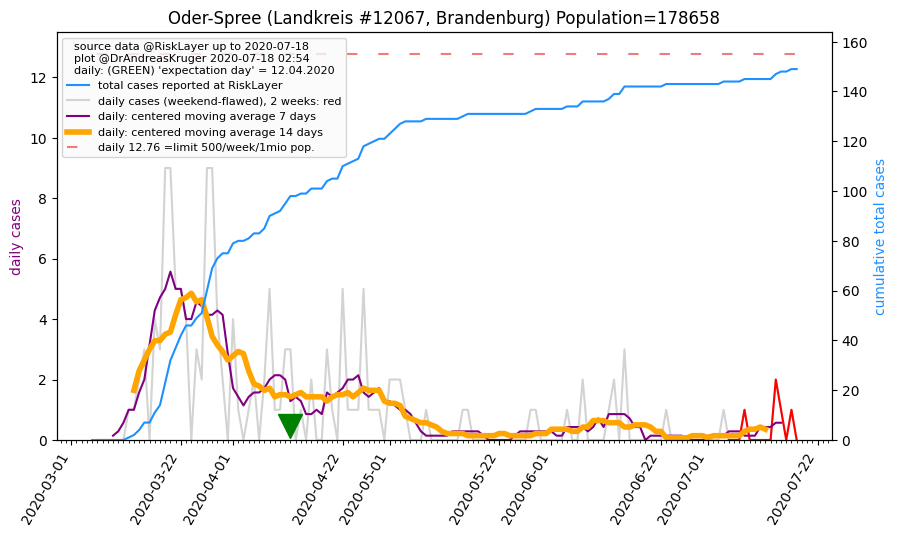 Oder-Spree (Landkreis #12067, Brandenburg) Population=178658
source data @RiskLayer up to 2020-07-18
plot @DrAndreasKruger 2020-07-18 02:54
daily: (GREEN) 'expectation day' = 12.04.2020
total cases reported at RiskLayer
daily cases (weekend-flawed), 2 weeks: red
daily: centered moving average 7 days
daily: centered moving average 14 days
daily 12.76 =limit 500/week/1mio pop.
daily cases
12
10
8
6
4
2
0
160
140
120
100
80
60
40
20
0
cumulative total cases
2020-03-01
2020-03-22
2020-04-01
2020-04-22
2020-05-01
2020-05-22
2020-06-01
2020-06-22
2020-07-01
2020-07-22